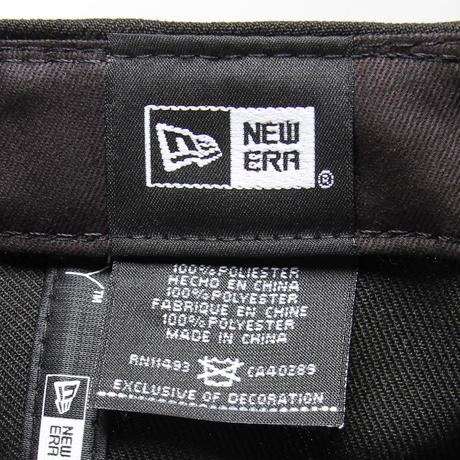 NEW
ERA
®
100% POLIESTER
HECHO EN CHINA
100% POLYESTER
FABRIQUE EN CHINE
100% POLYESTER
MADE IN CHINA
RN11493 CA40289
EXCLUSIVE OF DECORATION
Y™
NEW
ERA